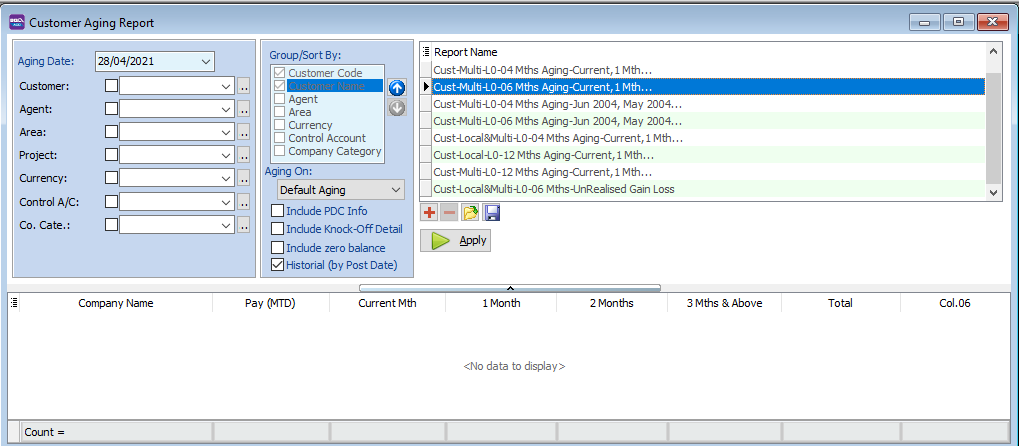 Customer Aging Report
Aging Date: 28/04/2021
Customer:
Agent:
Area:
Project:
Currency:
Control A/C:
Co. Cate.:
Group/Sort By:
Customer Code
Customer Name
Agent
Area
Currency
Control Account
Company Category
Aging On:
Default Aging
Include PDC Info
Include Knock-Off Detail
Include zero balance
Historial (by Post Date)
Report Name
Cust-Multi-L0-04 Mths Aging-Current,1 Mth...
Cust-Multi-L0-06 Mths Aging-Current,1 Mth...
Cust-Multi-L0-04 Mths Aging-Jun 2004, May 2004...
Cust-Multi-L0-06 Mths Aging-Jun 2004, May 2004...
Cust-Local&Multi-L0-04 Mths Aging-Current,1 Mth...
Cust-Local-L0-12 Mths Aging-Current,1 Mth...
Cust-Multi-L0-12 Mths Aging-Current,1 Mth...
Cust-Local&Multi-L0-06 Mths-UnRealised Gain Loss
Apply
Company Name Pay (MTD) Current Mth 1 Month 2 Months 3 Mths & Above Total Col.06
<No data to display>
Count =